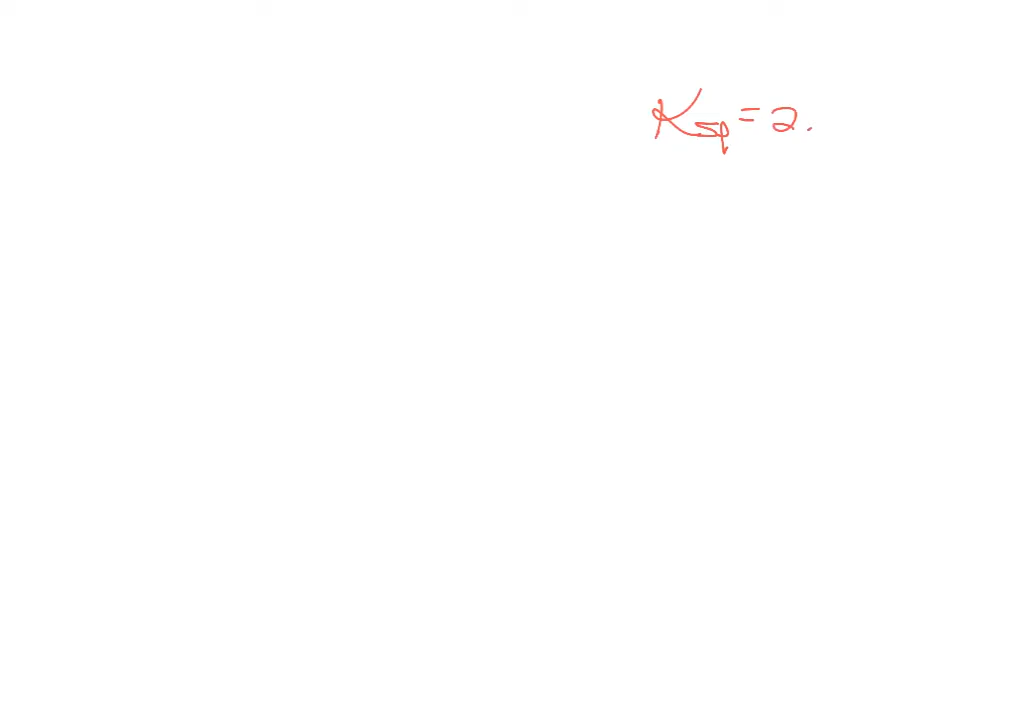 Ksp = 2.